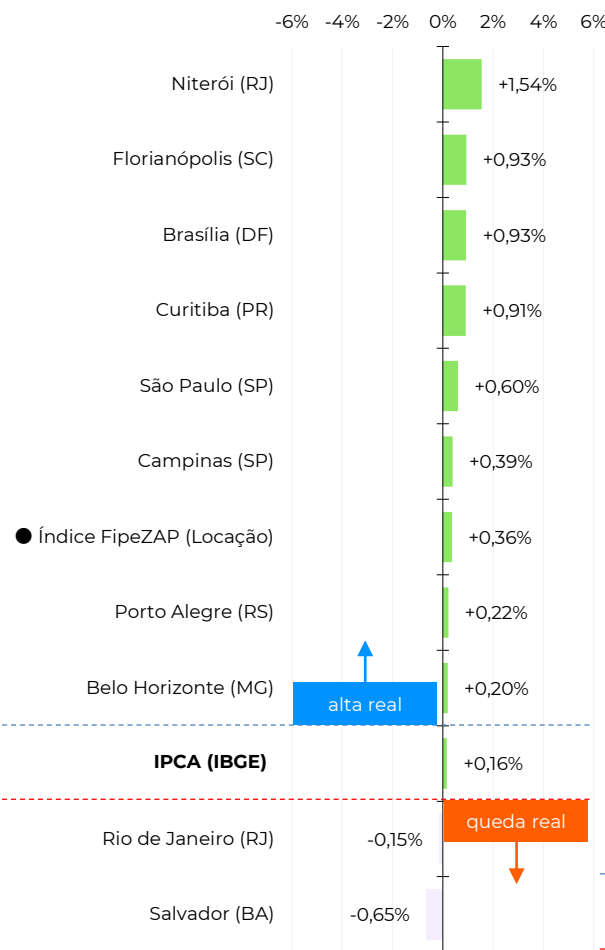 -6% -4% -2% 0% 2% 4% 6%
Niterói (RJ) +1,54%
Florianópolis (SC) +0,93%
Brasília (DF) +0,93%
Curitiba (PR) +0,91%
São Paulo (SP) +0,60%
Campinas (SP) +0,39%
● Índice FipeZAP (Locação) +0,36%
Porto Alegre (RS) +0,22%
Belo Horizonte (MG) +0,20%
alta real
IPCA (IBGE) +0,16%
queda real
Rio de Janeiro (RJ) -0,15%
Salvador (BA) -0,65%